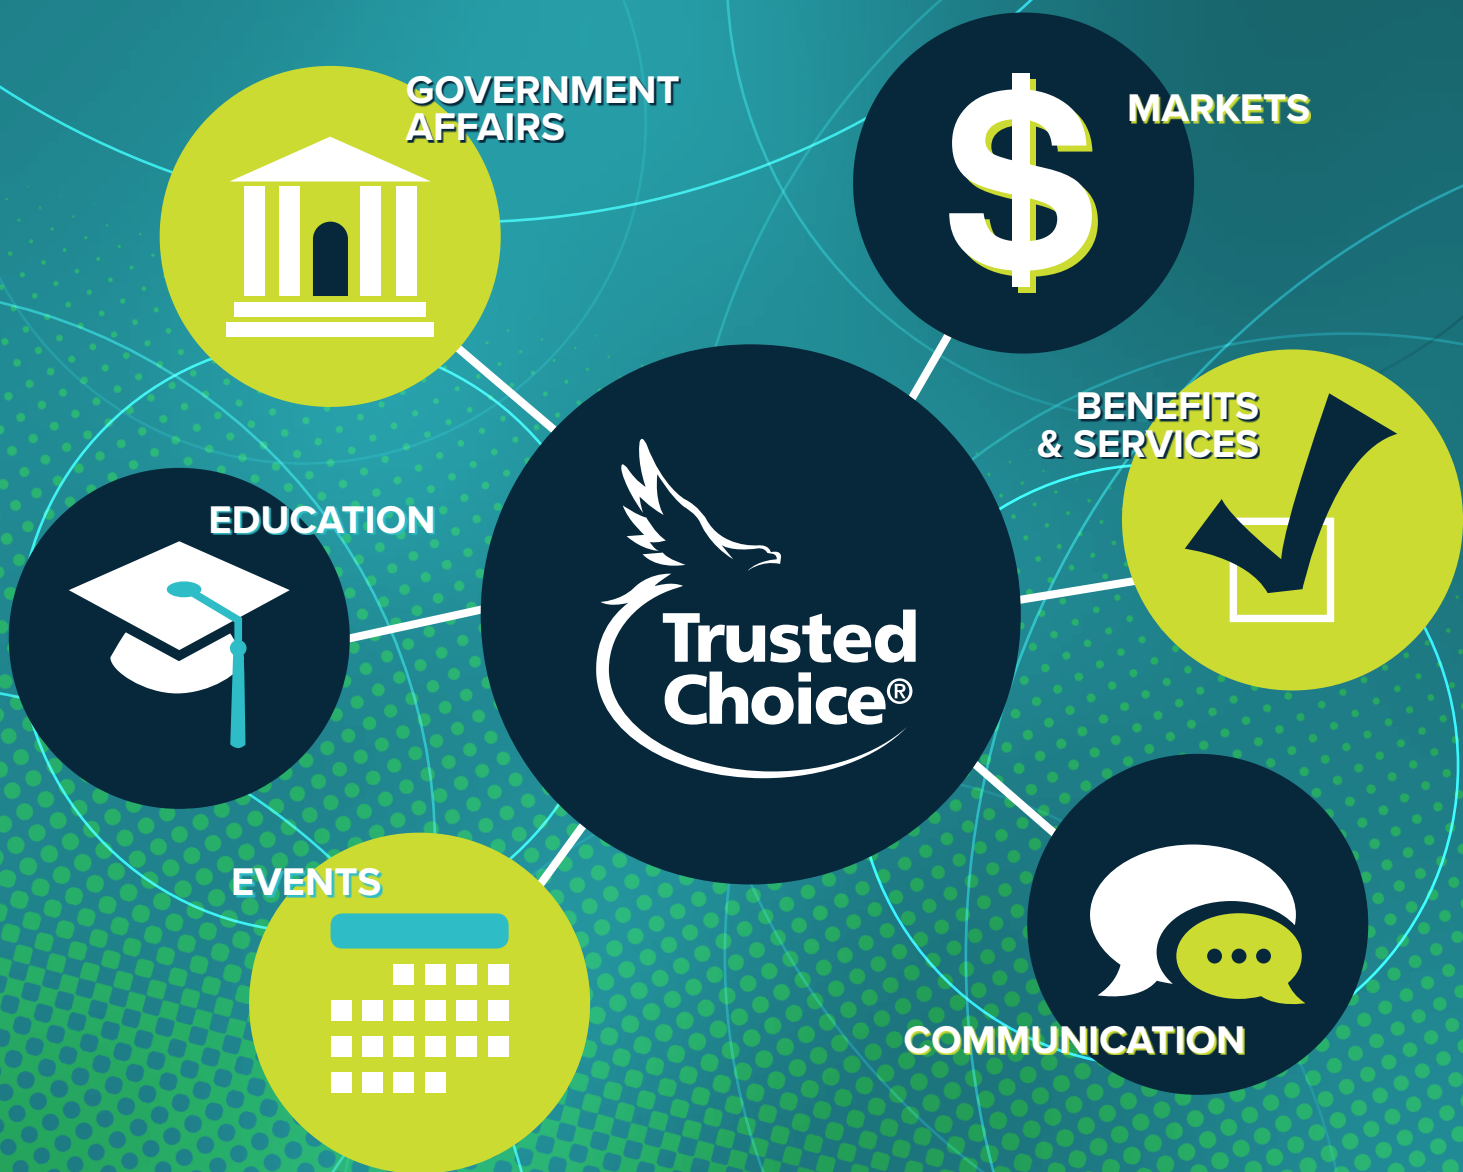 GOVERNMENT
AFFAIRS
MARKETS
BENEFITS
& SERVICES
EDUCATION
Trusted
Choice®
EVENTS
COMMUNICATION